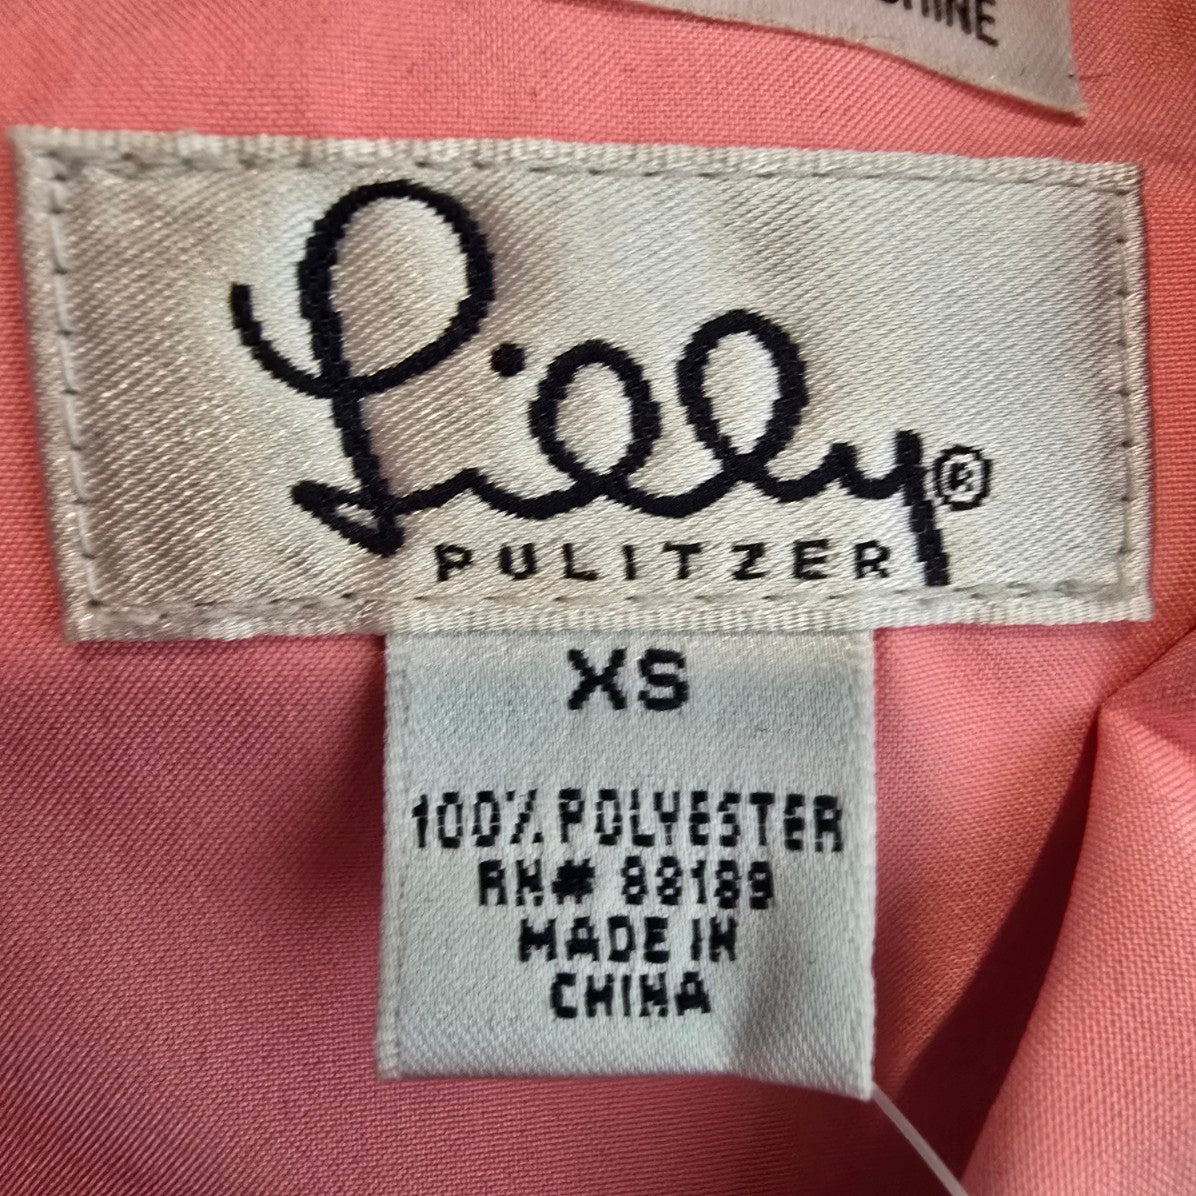 Lilly®
PULITZER
XS
100% POLYESTER
RN# 88189
MADE IN
CHINA